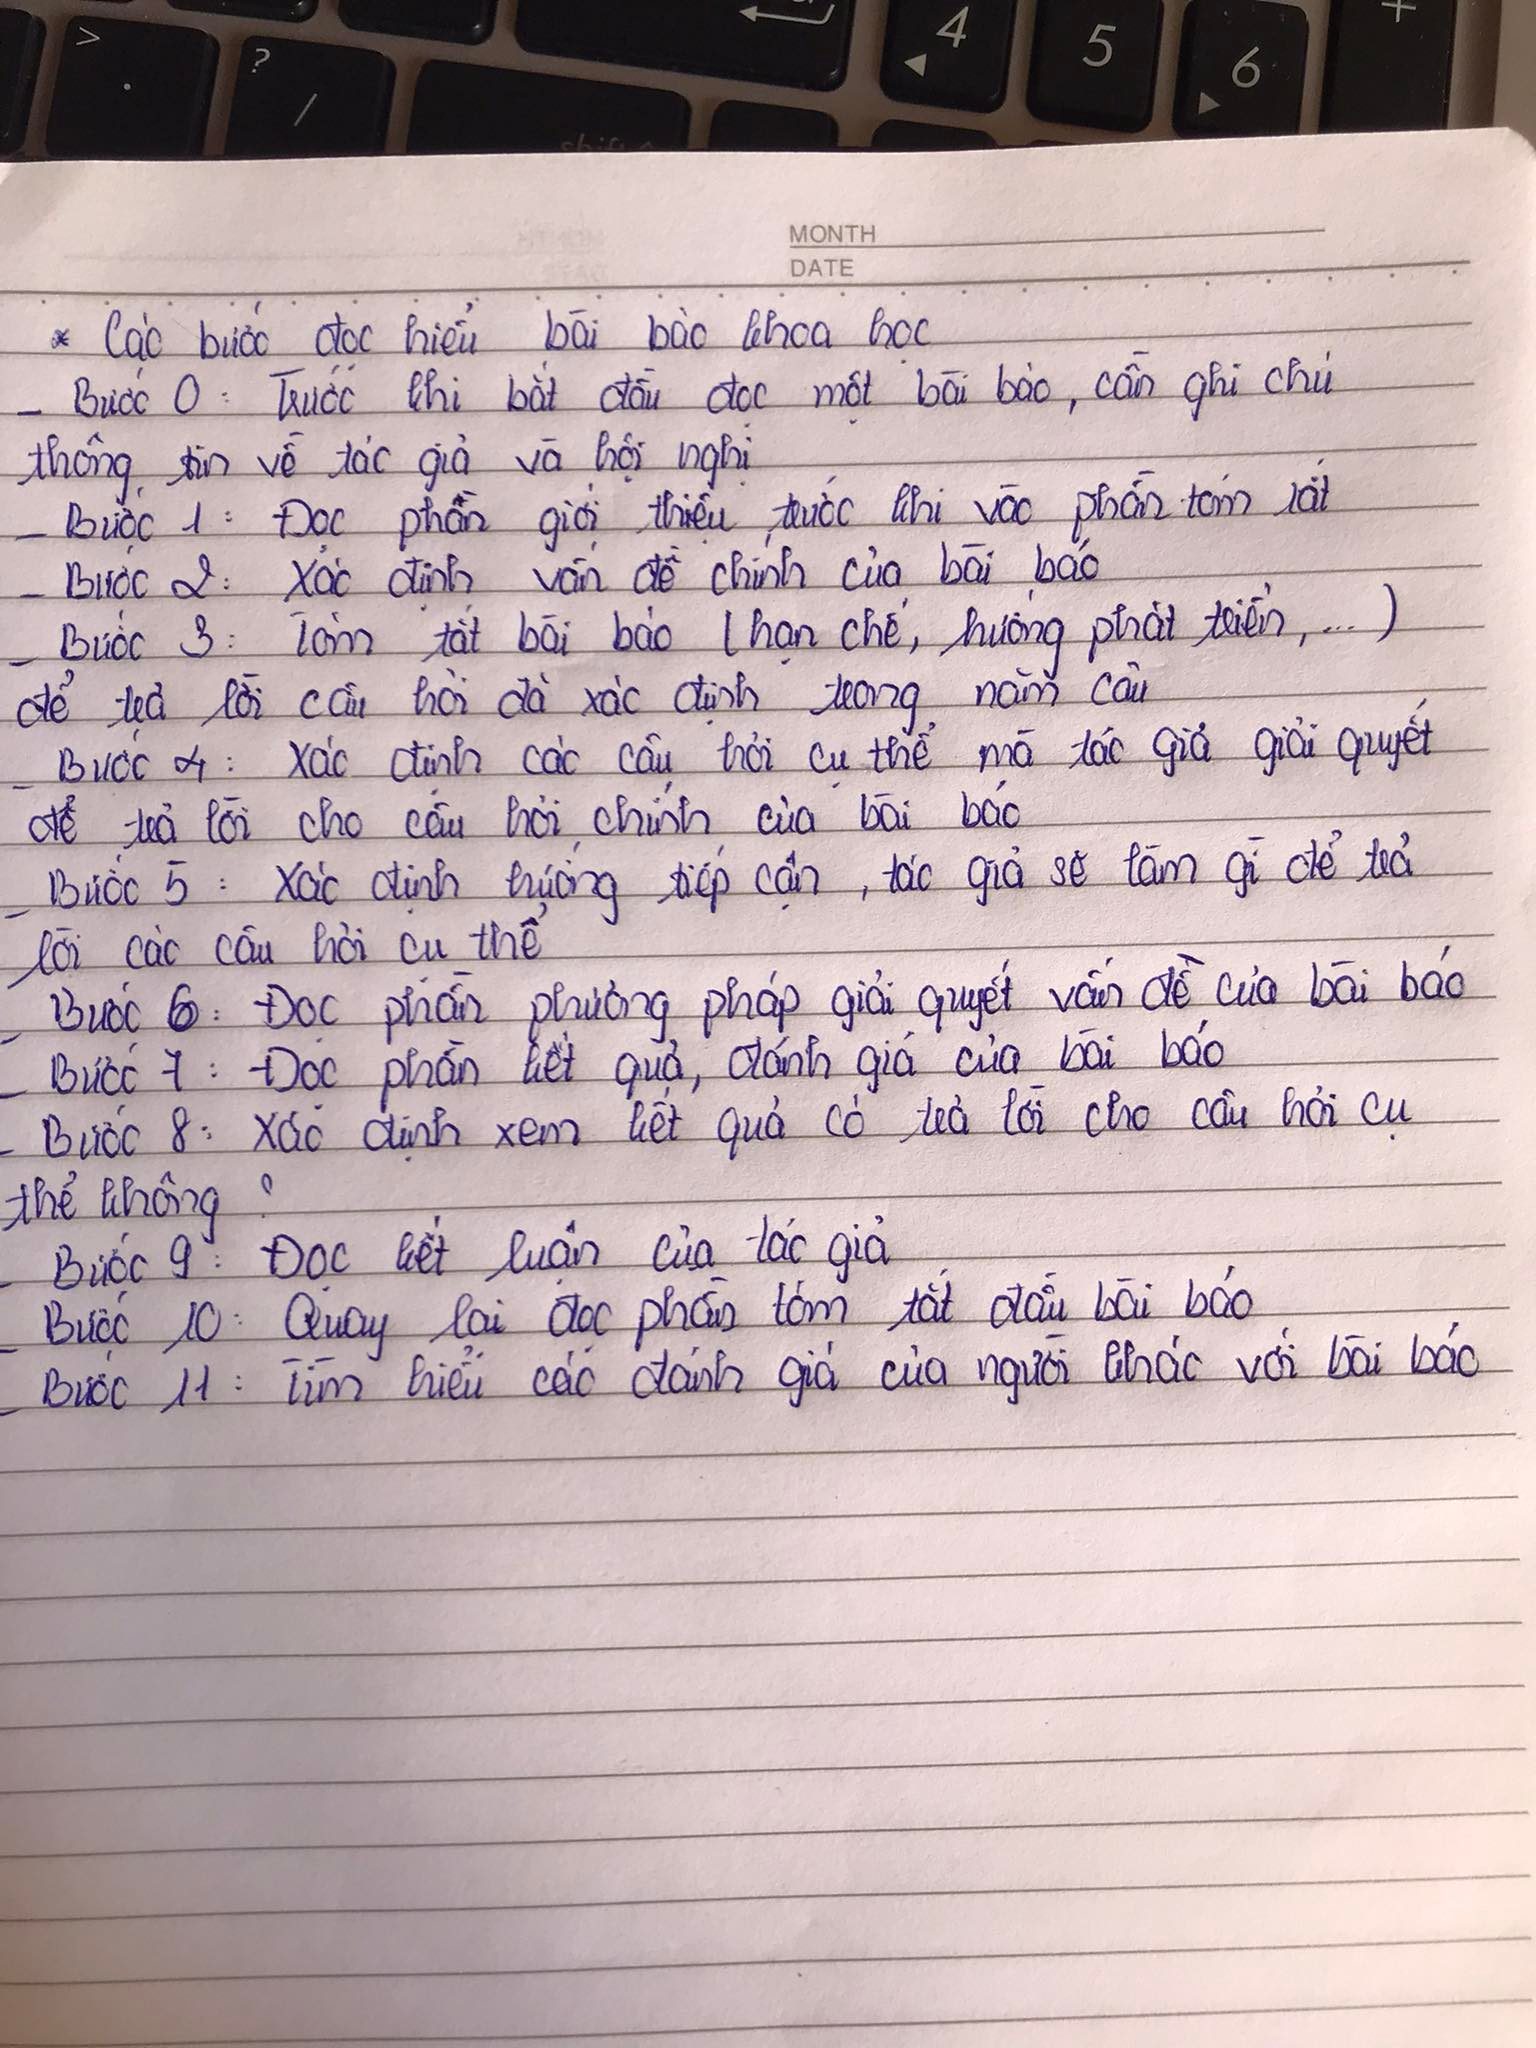 >
.
?
/
shift
4
5
6
+
MONTH
DATE
* Các bước đọc hiểu bài báo khoa học
- Bước 0: Trước khi bắt đầu đọc một bài báo, cần ghi chú
thông tin về tác giả và hội nghị
- Bước 1: Đọc phần giới thiệu trước khi vào phần tóm tắt
- Bước 2: Xác định vấn đề chính của bài báo
- Bước 3: Tóm tắt bài báo (hạn chế, hướng phát triển, ...)
để trả lời câu hỏi đã xác định trong năm câu
- Bước 4: Xác định các câu hỏi cụ thể mà tác giả giải quyết
để trả lời cho câu hỏi chính của bài báo
- Bước 5: Xác định hướng tiếp cận, tác giả sẽ làm gì để trả
lời các câu hỏi cụ thể
- Bước 6: Đọc phần phương pháp giải quyết vấn đề của bài báo
- Bước 7: Đọc phần kết quả, đánh giá của bài báo
- Bước 8: Xác định xem kết quả có trả lời cho câu hỏi cụ
thể không?
- Bước 9: Đọc kết luận của tác giả
- Bước 10: Quay lại đọc phần tóm tắt đầu bài báo
- Bước 11: Tìm hiểu các đánh giá của người khác với bài báo